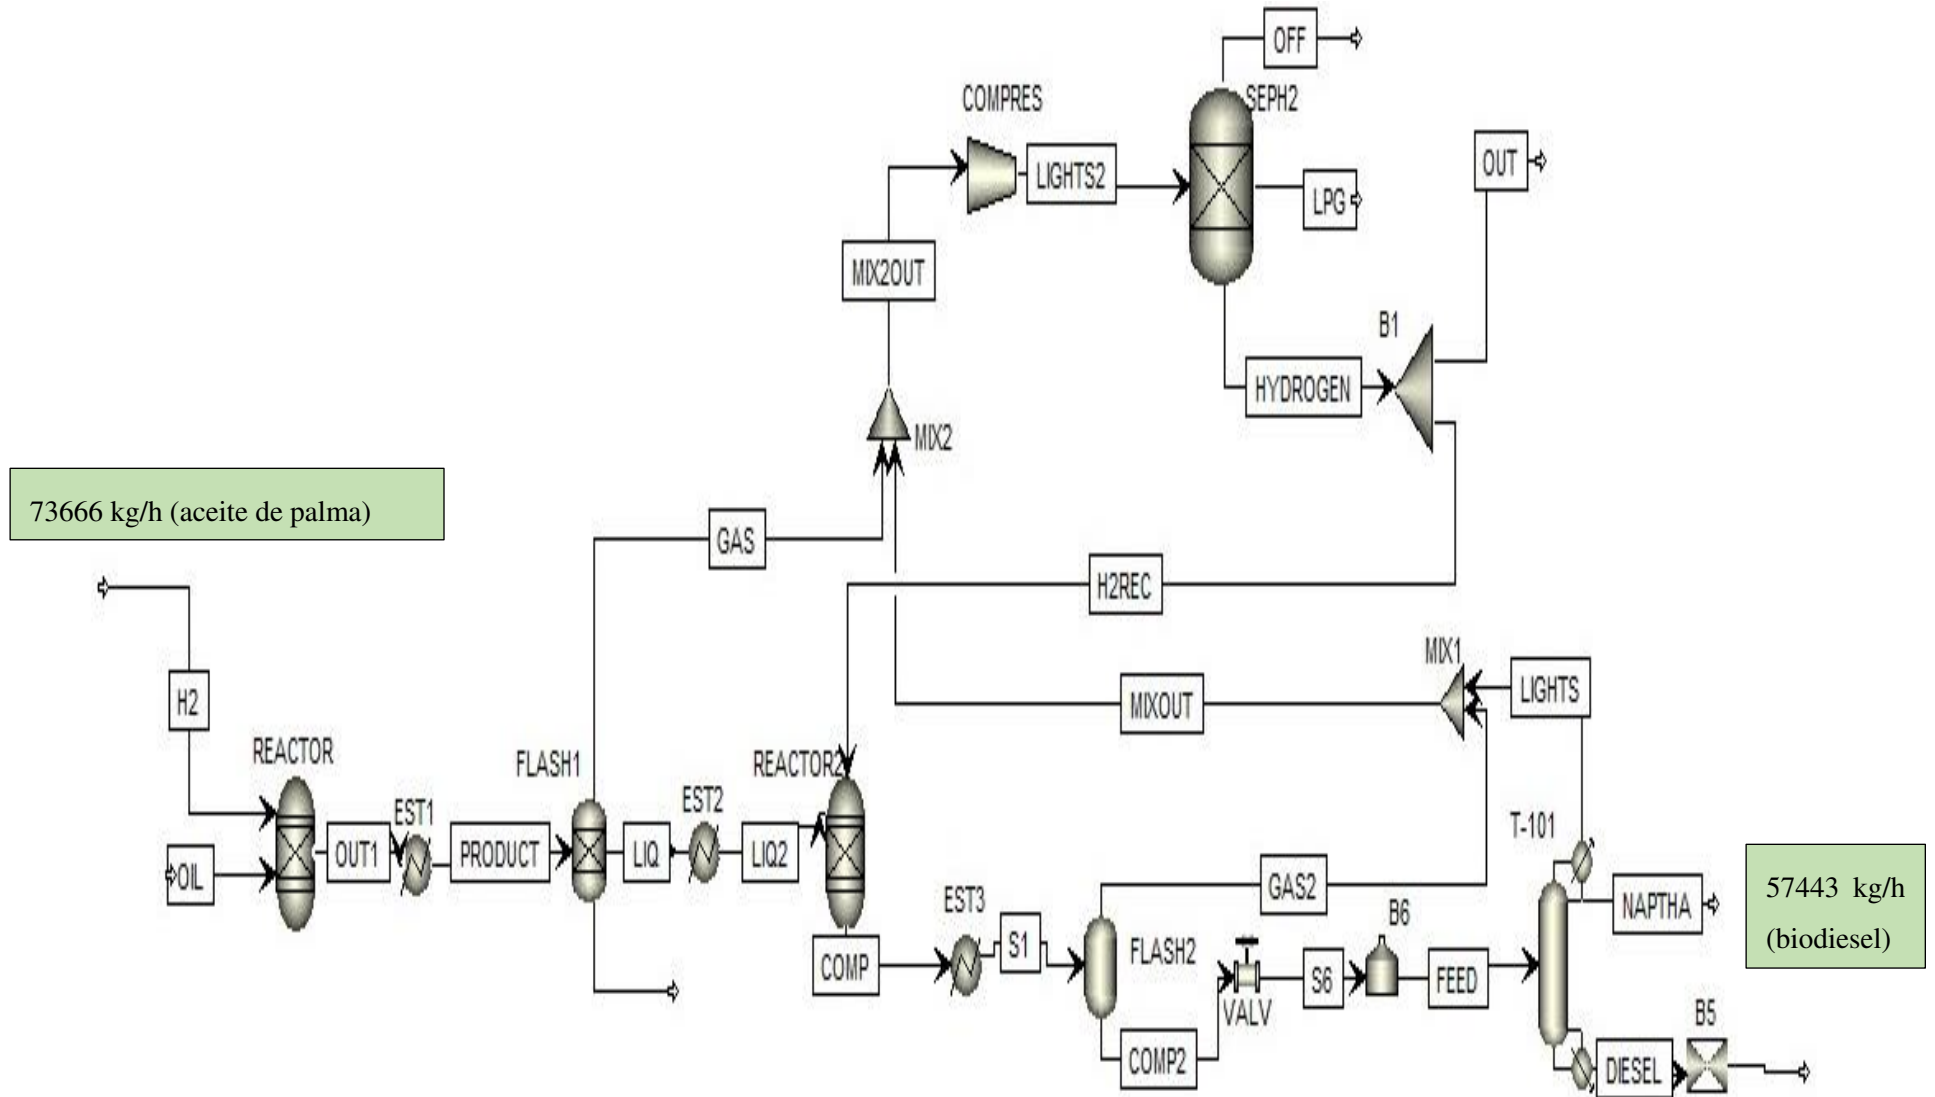 OFF
COMPRES
SEPH2
LIGHTS2
OUT
LPG
MIX2OUT
B1
HYDROGEN
MIX2
73666 kg/h (aceite de palma)
GAS
H2REC
MIX1
LIGHTS
H2
MIXOUT
REACTOR
FLASH1
REACTOR2
EST1
EST2
T-101
OIL
OUT1
PRODUCT
LIQ
LIQ2
GAS2
57443 kg/h
(biodiesel)
NAPTHA
EST3
S1
B6
FLASH2
COMP
S6
FEED
VALV
B5
COMP2
DIESEL